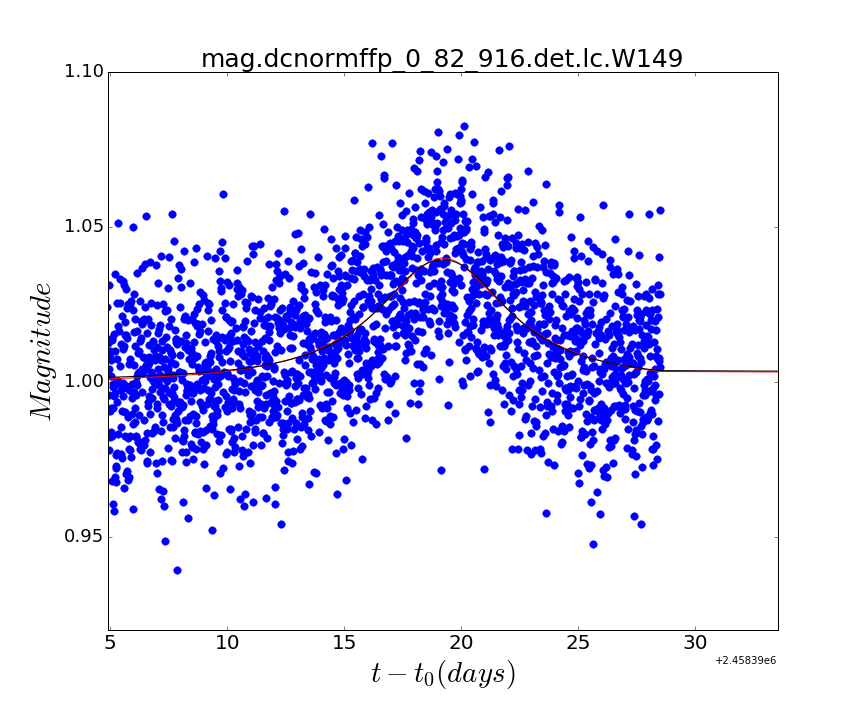 mag.dcnormffp_0_82_916.det.lc.W149
1.10
1.05
1.00
0.95
Magnitude
5 10 15 20 25 30
+2.45839e6
t − t₀(days)